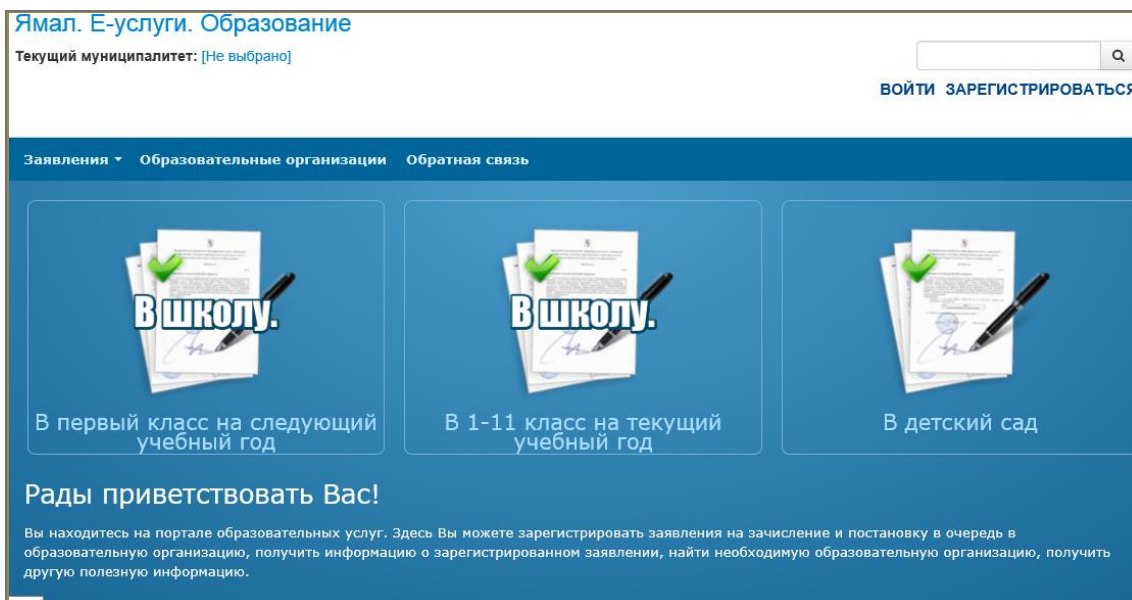 Ямал. Е-услуги. Образование
Текущий муниципалитет: [Не выбрано]
ВОЙТИ ЗАРЕГИСТРИРОВАТЬСЯ
Заявления Образовательные организации Обратная связь
В школу.
В школу.
В первый класс на следующий
учебный год
В 1-11 класс на текущий
учебный год
В детский сад
Рады приветствовать Вас!
Вы находитесь на портале образовательных услуг. Здесь Вы можете зарегистрировать заявления на зачисление и постановку в очередь в
образовательную организацию, получить информацию о зарегистрированном заявлении, найти необходимую образовательную организацию, получить
другую полезную информацию.